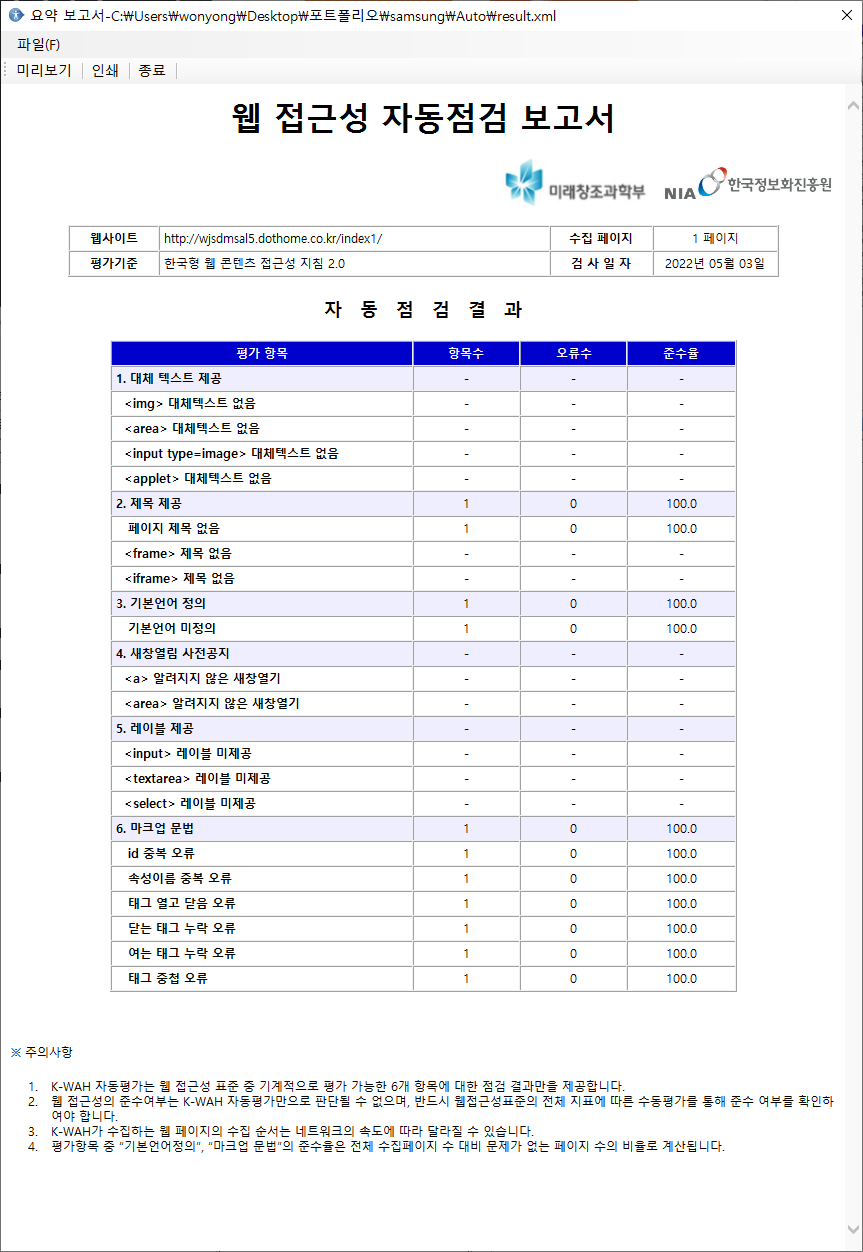 요약 보고서-C:₩Users₩wonyong₩Desktop₩포트폴리오₩samsung₩Auto₩result.xml
파일(F)
미리보기 인쇄 종료
웹 접근성 자동점검 보고서
미래창조과학부 NIA 한국정보화진흥원
웹사이트 http://wjsdmsal5.dothome.co.kr/index1/ 수집 페이지 1 페이지
평가기준 한국형 웹 콘텐츠 접근성 지침 2.0 검 사 일 자 2022년 05월 03일
자 동 점 검 결 과
평가 항목 항목수 오류수 준수율
1. 대체 텍스트 제공 - - -
<img> 대체텍스트 없음 - - -
<area> 대체텍스트 없음 - - -
<input type=image> 대체텍스트 없음 - - -
<applet> 대체텍스트 없음 - - -
2. 제목 제공 1 0 100.0
페이지 제목 없음 1 0 100.0
<frame> 제목 없음 - - -
<iframe> 제목 없음 - - -
3. 기본언어 정의 1 0 100.0
기본언어 미정의 1 0 100.0
4. 새창열림 사전공지 - - -
<a> 알려지지 않은 새창열기 - - -
<area> 알려지지 않은 새창열기 - - -
5. 레이블 제공 - - -
<input> 레이블 미제공 - - -
<textarea> 레이블 미제공 - - -
<select> 레이블 미제공 - - -
6. 마크업 문법 1 0 100.0
id 중복 오류 1 0 100.0
속성이름 중복 오류 1 0 100.0
태그 열고 닫음 오류 1 0 100.0
닫는 태그 누락 오류 1 0 100.0
여는 태그 누락 오류 1 0 100.0
태그 중첩 오류 1 0 100.0
※ 주의사항
1. K-WAH 자동평가는 웹 접근성 표준 중 기계적으로 평가 가능한 6개 항목에 대한 점검 결과만을 제공합니다.
2. 웹 접근성의 준수여부는 K-WAH 자동평가만으로 판단될 수 없으며, 반드시 웹접근성표준의 전체 지표에 따른 수동평가를 통해 준수 여부를 확인하
여야 합니다.
3. K-WAH가 수집하는 웹 페이지의 수집 순서는 네트워크의 속도에 따라 달라질 수 있습니다.
4. 평가항목 중 "기본언어정의", "마크업 문법"의 준수율은 전체 수집페이지 수 대비 문제가 없는 페이지 수의 비율로 계산됩니다.